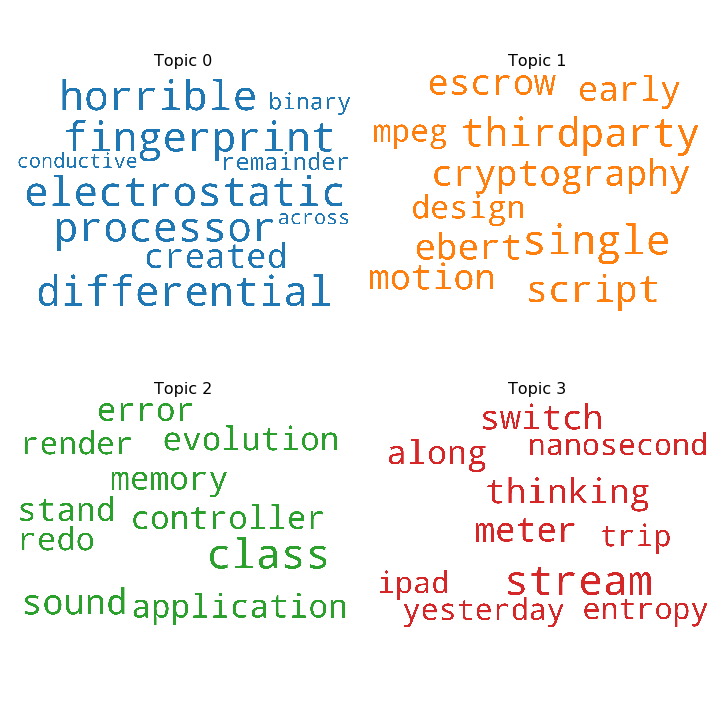 Topic 0
horrible binary
fingerprint
conductive remainder
electrostatic
processor across
created
differential
Topic 1
escrow early
mpeg thirdparty
cryptography
design
ebert single
motion script
Topic 2
error
render evolution
memory
stand controller
redo class
sound application
Topic 3
switch
along nanosecond
thinking
meter trip
ipad stream
yesterday entropy